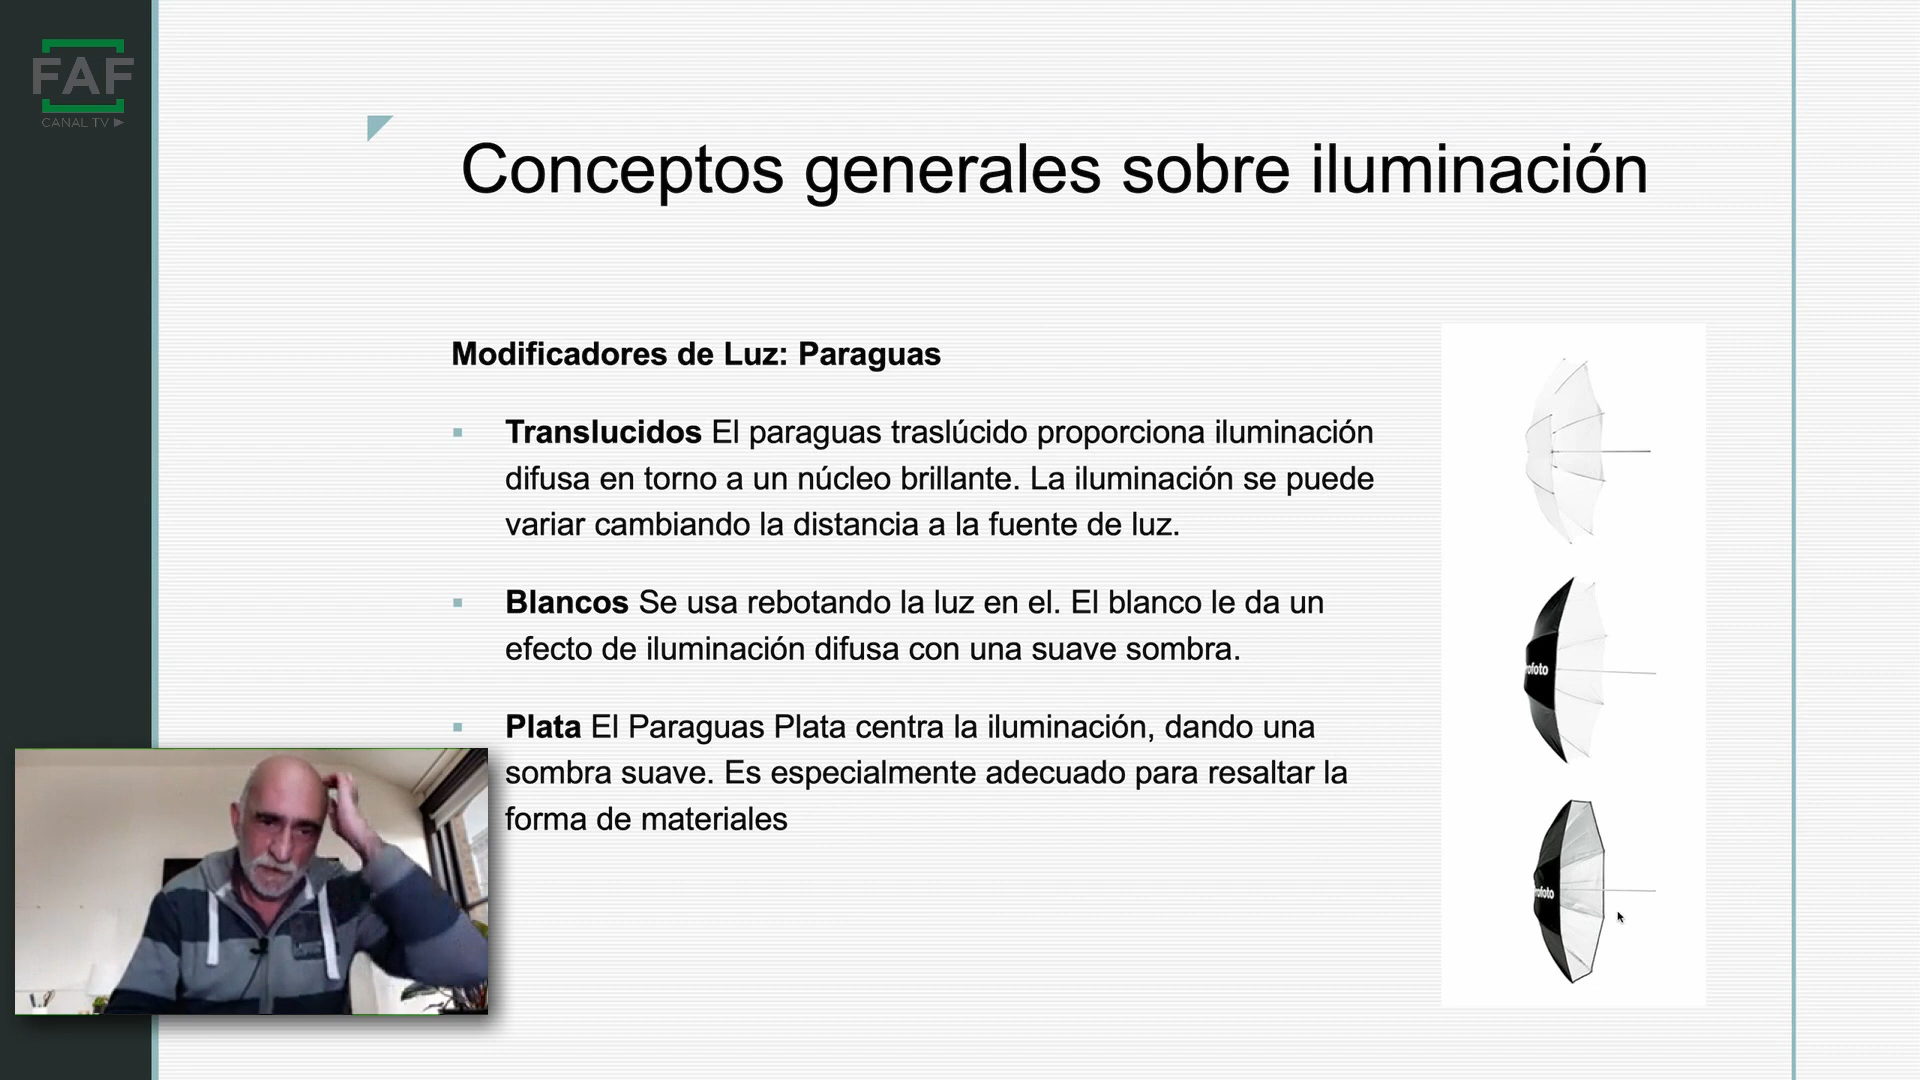 FAF
CANAL TV
Conceptos generales sobre iluminación
Modificadores de Luz: Paraguas
Translucidos El paraguas traslúcido proporciona iluminación
difusa en torno a un núcleo brillante. La iluminación se puede
variar cambiando la distancia a la fuente de luz.
Blancos Se usa rebotando la luz en el. El blanco le da un
efecto de iluminación difusa con una suave sombra.
Plata El Paraguas Plata centra la iluminación, dando una
sombra suave. Es especialmente adecuado para resaltar la
forma de materiales
ofoto
rofoto